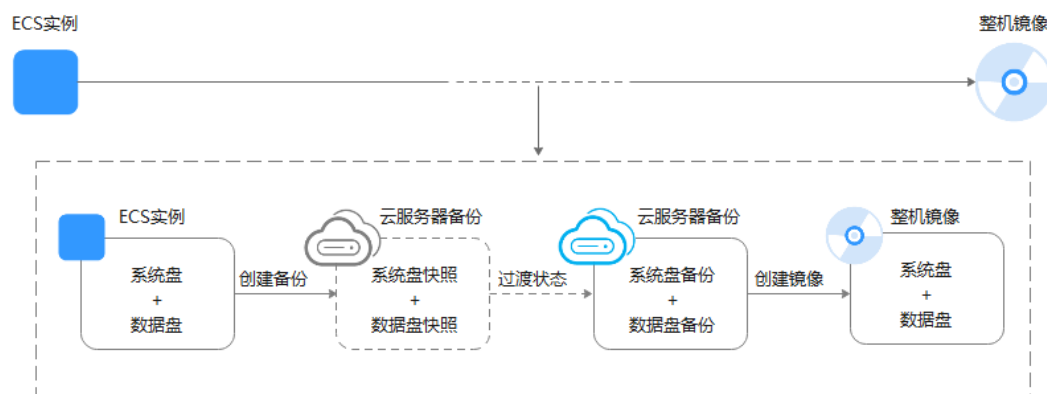 ECS实例
整机镜像
ECS实例
云服务器备份
云服务器备份
整机镜像
系统盘
+
数据盘
创建备份
系统盘快照
+
数据盘快照
过渡状态
系统盘备份
+
数据盘备份
创建镜像
系统盘
+
数据盘